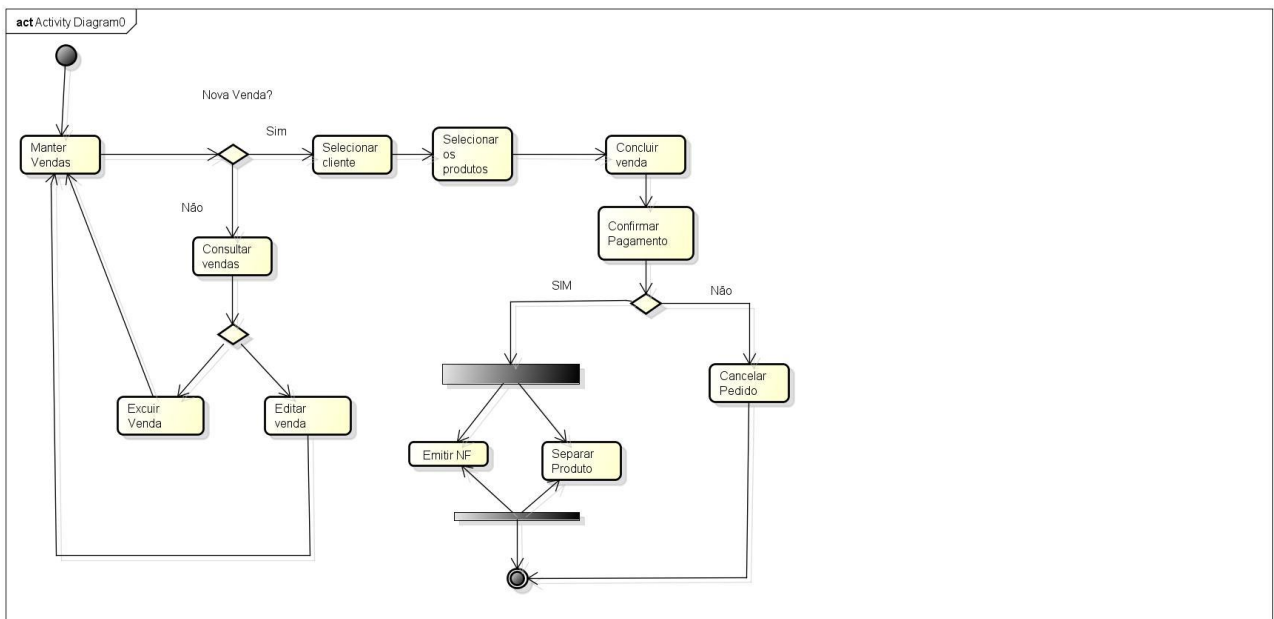 act Activity Diagram0
Nova Venda?
Manter
Vendas
Sim
Selecionar
cliente
Selecionar
os
produtos
Concluir
venda
Não
Consultar
vendas
Confirmar
Pagamento
SIM
Não
Excuir
Venda
Editar
venda
Cancelar
Pedido
Emitir NF
Separar
Produto